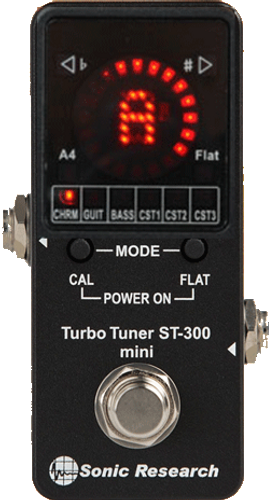 ◁♭ #▷
A
A4 Flat
CHRM GUIT BASS CST1 CST2 CST3
MODE
CAL FLAT
POWER ON
Turbo Tuner ST-300
mini
Sonic Research